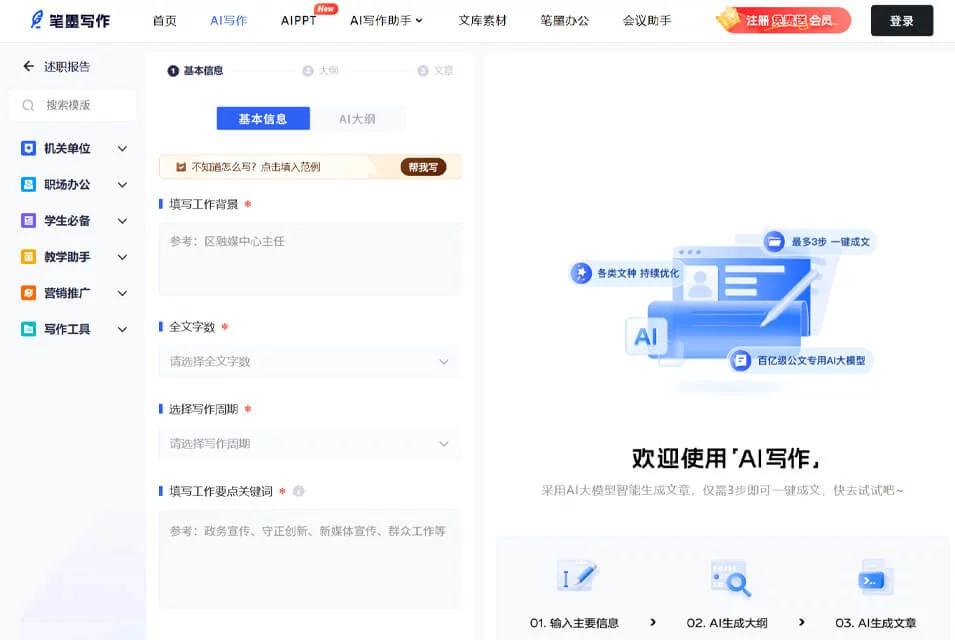 笔墨写作
首页
AI写作
AIPPT
New
AI写作助手
文库素材
笔墨办公
会议助手
注册 免费送 会员
登录
述职报告
搜索模版
机关单位
职场办公
学生必备
教学助手
营销推广
写作工具
1 基本信息
2 大纲
3 文章
基本信息
AI大纲
不知道怎么写？点击填入范例
帮我写
填写工作背景 *
参考：区融媒中心主任
全文字数 *
请选择全文字数
选择写作周期 *
请选择写作周期
填写工作要点关键词 *
参考：政务宣传、守正创新、新媒体宣传、群众工作等
最多3步 一键成文
各类文种 持续优化
AI
百亿级公文专用AI大模型
欢迎使用「AI写作」
采用AI大模型智能生成文章，仅需3步即可一键成文，快去试试吧~
01. 输入主要信息
02. AI生成大纲
03. AI生成文章